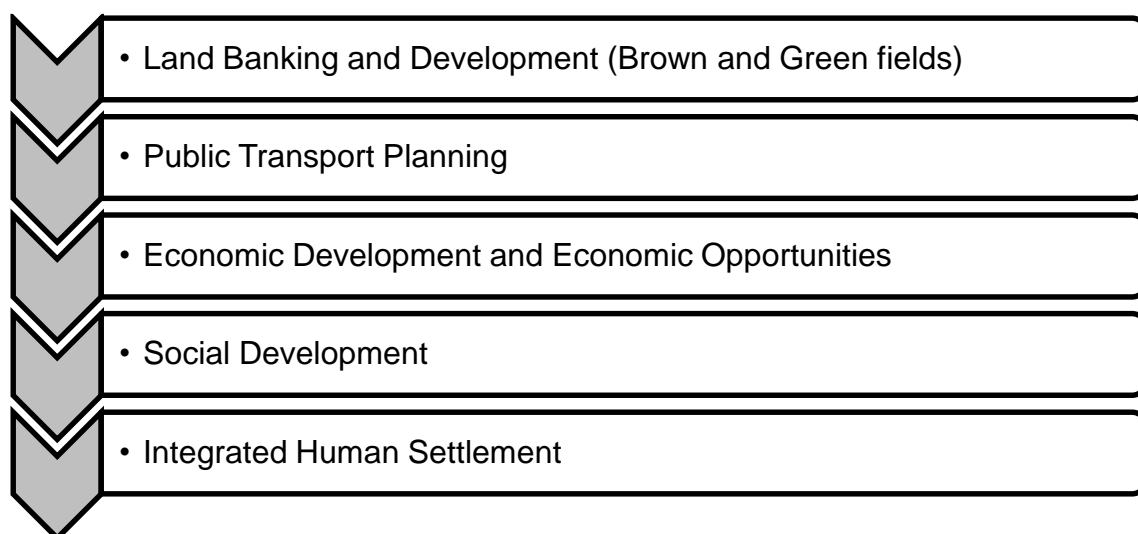 • Land Banking and Development (Brown and Green fields)
• Public Transport Planning
• Economic Development and Economic Opportunities
• Social Development
• Integrated Human Settlement